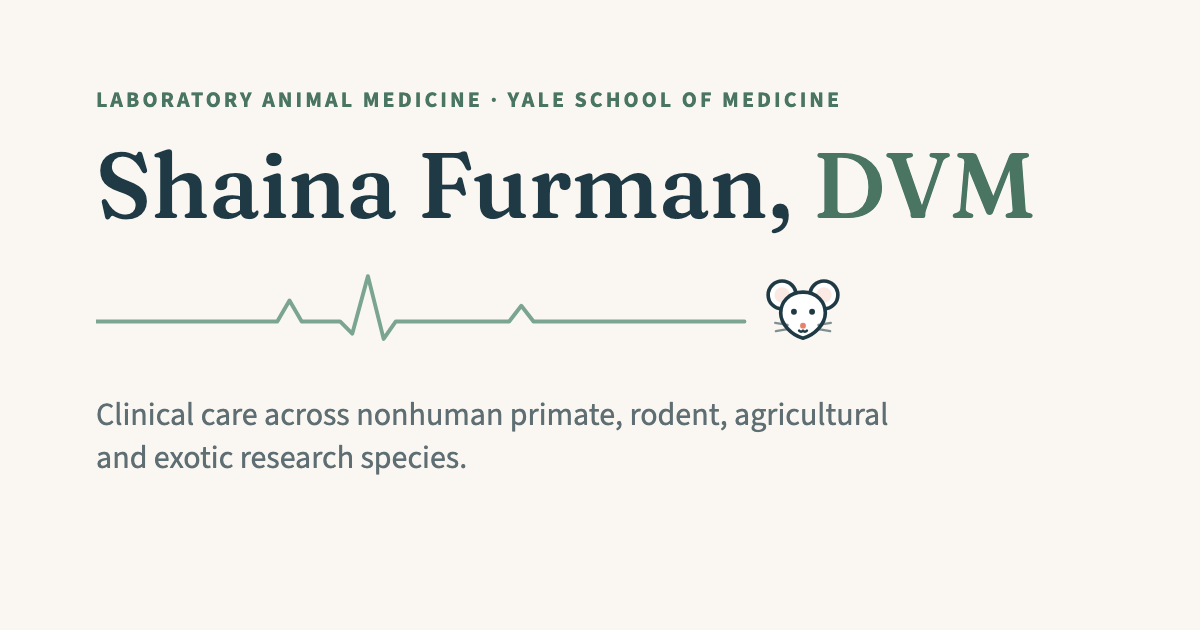 LABORATORY ANIMAL MEDICINE · YALE SCHOOL OF MEDICINE
Shaina Furman, DVM
Clinical care across nonhuman primate, rodent, agricultural
and exotic research species.